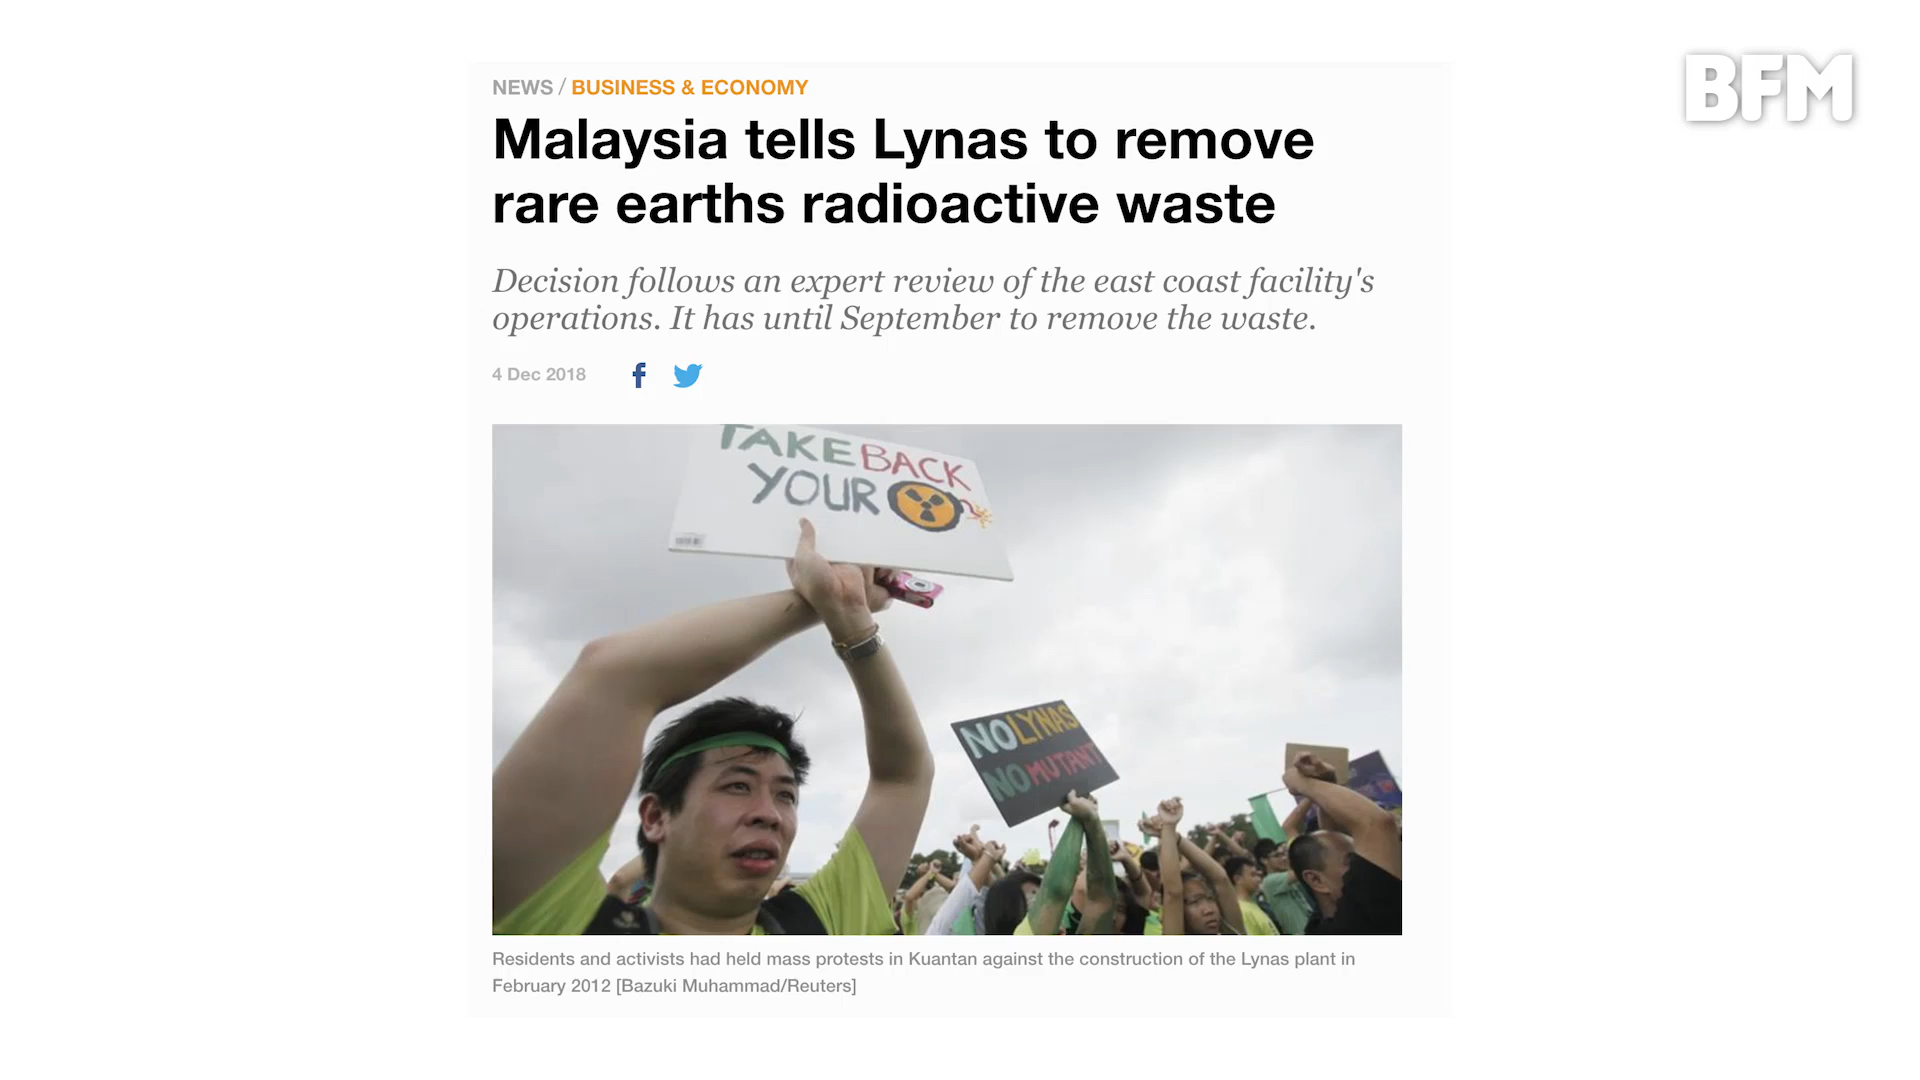 BFM
NEWS / BUSINESS & ECONOMY
Malaysia tells Lynas to remove
rare earths radioactive waste
Decision follows an expert review of the east coast facility's
operations. It has until September to remove the waste.
4 Dec 2018
TAKE BACK
YOUR
NO LYNAS
NO MUTANT
Residents and activists had held mass protests in Kuantan against the construction of the Lynas plant in
February 2012 [Bazuki Muhammad/Reuters]